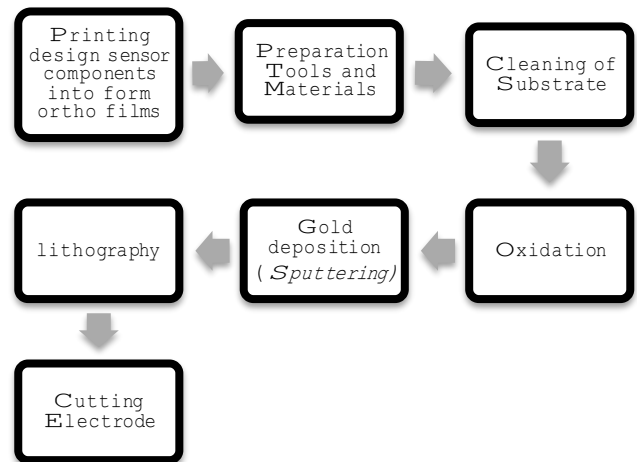 Printing
design sensor
components
into form
ortho films
Preparation
Tools and
Materials
Cleaning of
Substrate
Oxidation
Gold
deposition
(Sputtering)
lithography
Cutting
Electrode